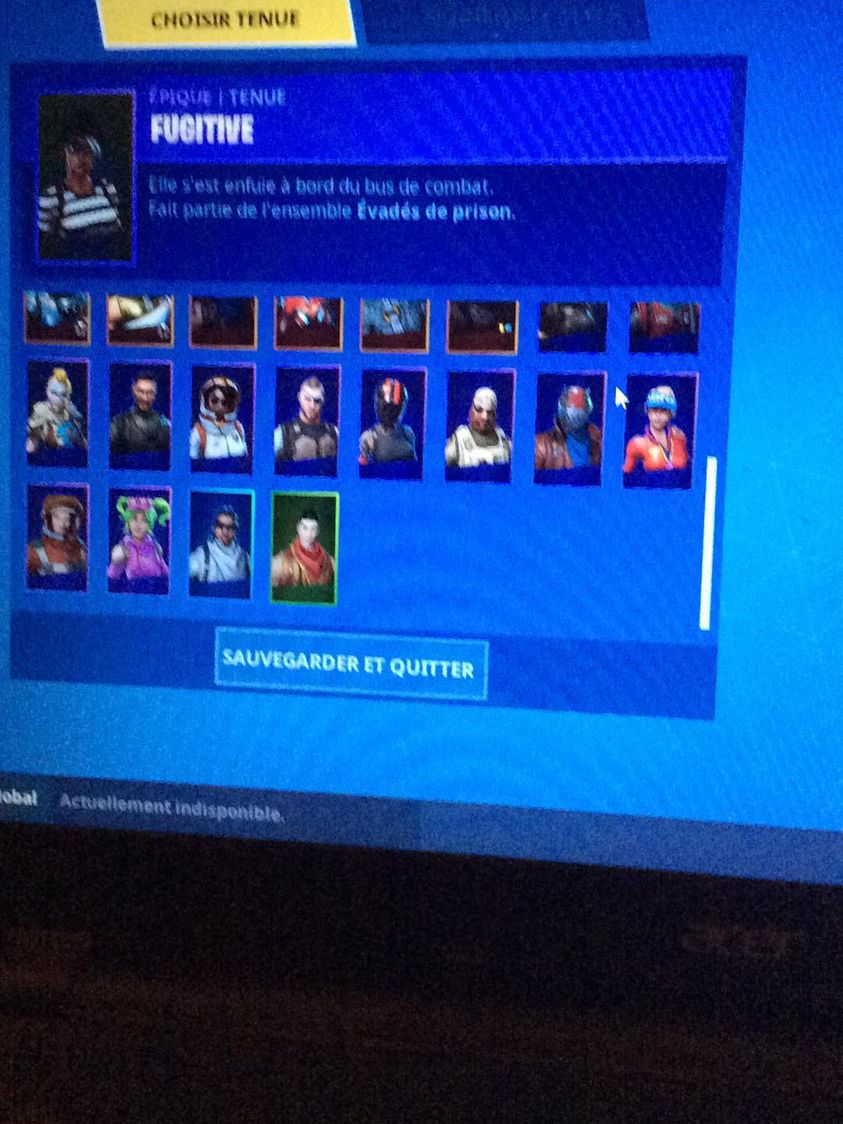 CHOISIR TENUE
ÉPIQUE | TENUE
FUGITIVE
Elle s'est enfuie à bord du bus de combat.
Fait partie de l'ensemble Évadés de prison.
SAUVEGARDER ET QUITTER
lobal Actuellement indisponible.